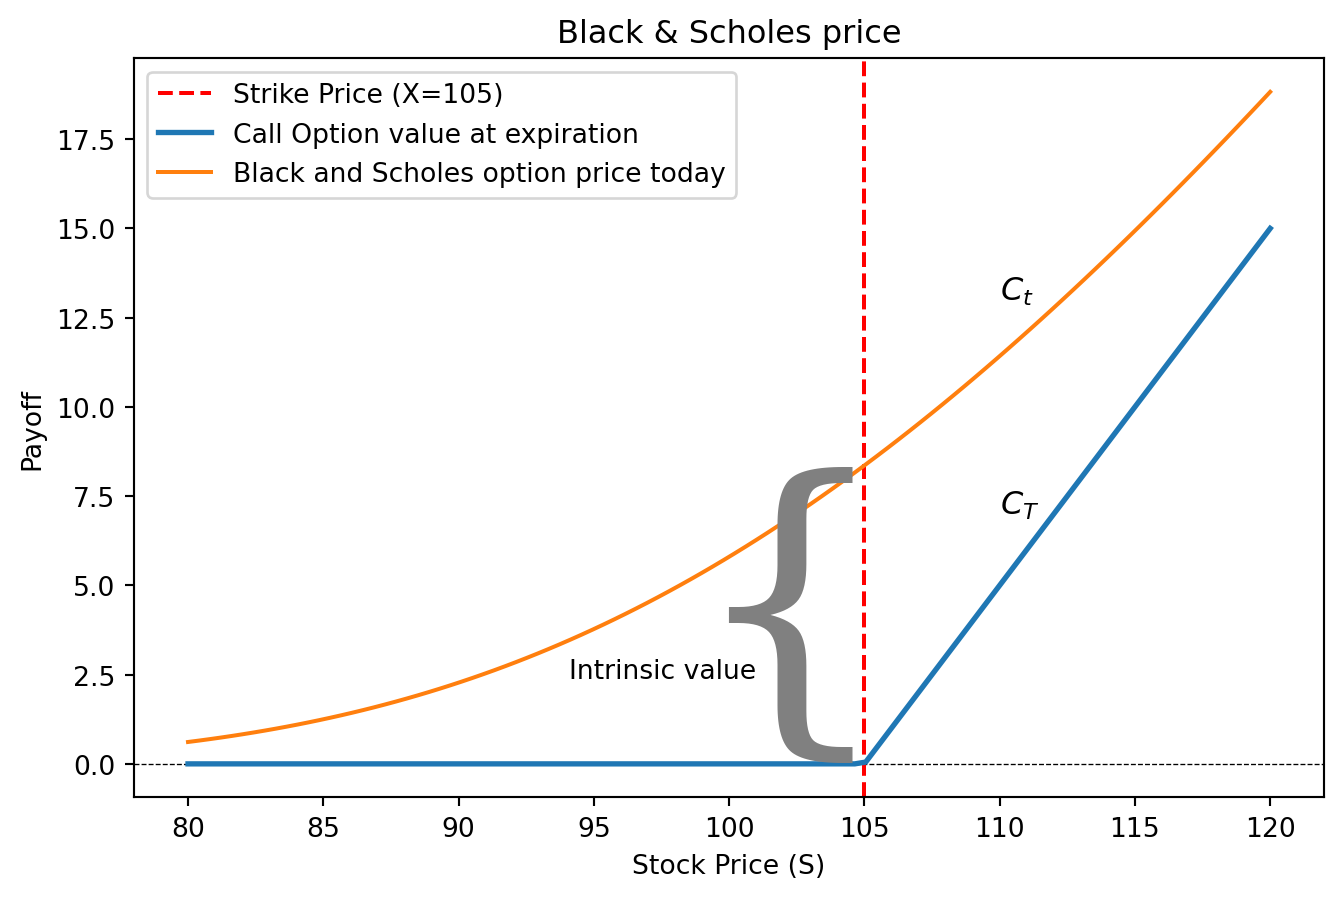 Black & Scholes price
Strike Price (X=105)
Call Option value at expiration
Black and Scholes option price today
17.5
15.0
12.5
10.0
7.5
5.0
2.5
0.0
Payoff
C_t
C_T
{
Intrinsic value
80 85 90 95 100 105 110 115 120
Stock Price (S)